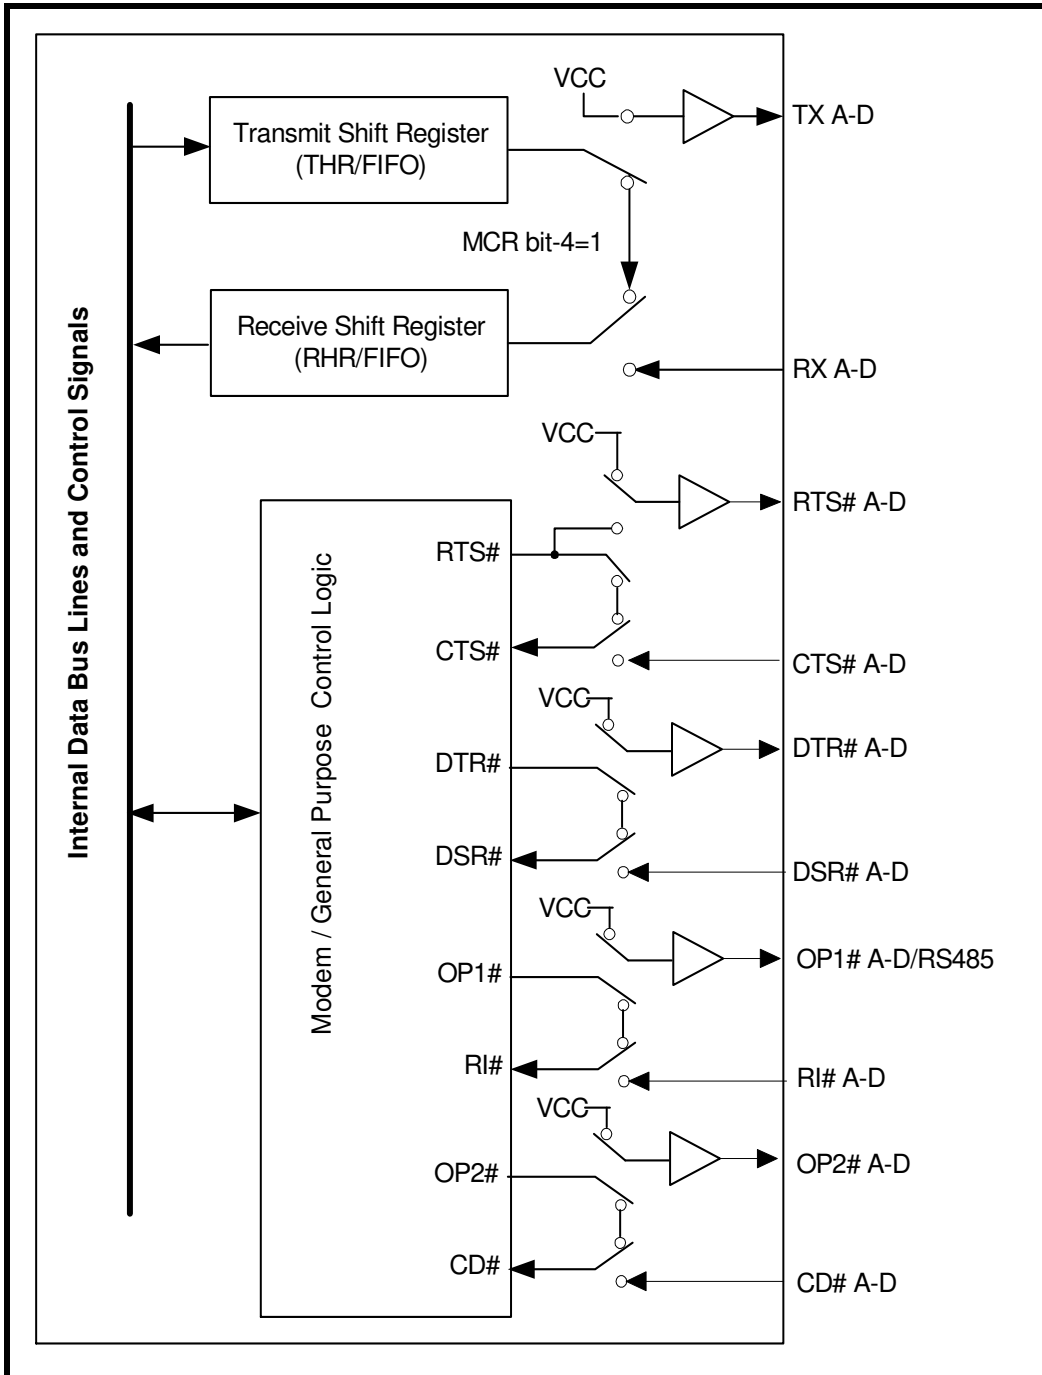 VCC
TX A-D
Transmit Shift Register
(THR/FIFO)
MCR bit-4=1
Receive Shift Register
(RHR/FIFO)
RX A-D
Internal Data Bus Lines and Control Signals
VCC
RTS# A-D
RTS#
Modem / General Purpose Control Logic
CTS#
CTS# A-D
VCC
DTR# A-D
DTR#
DSR#
DSR# A-D
VCC
OP1# A-D/RS485
OP1#
RI#
RI# A-D
VCC
OP2# A-D
OP2#
CD#
CD# A-D